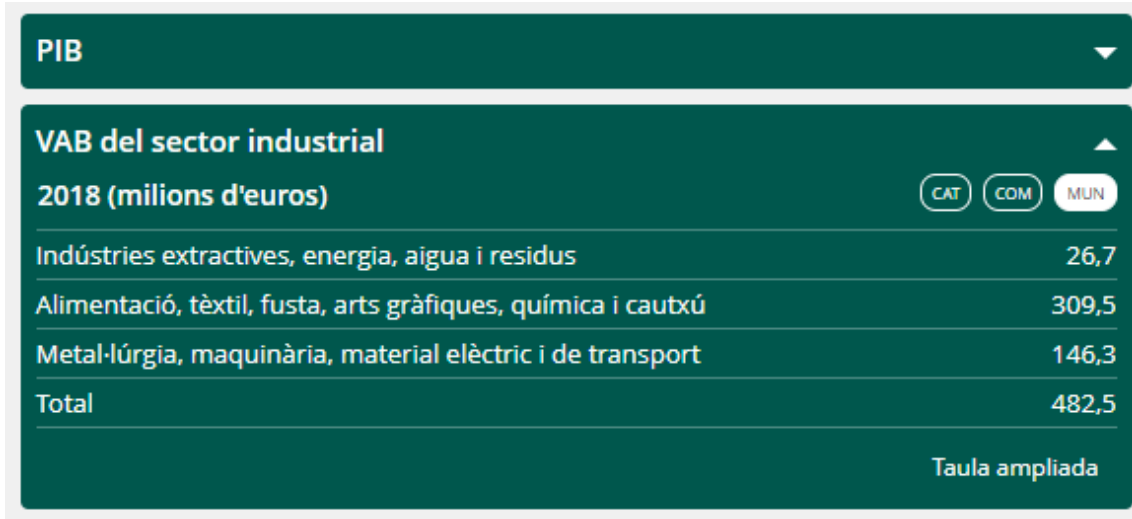 PIB
VAB del sector industrial
2018 (milions d'euros) CAT COM MUN
Indústries extractives, energia, aigua i residus 26,7
Alimentació, tèxtil, fusta, arts gràfiques, química i cautxú 309,5
Metal·lúrgia, maquinària, material elèctric i de transport 146,3
Total 482,5
Taula ampliada